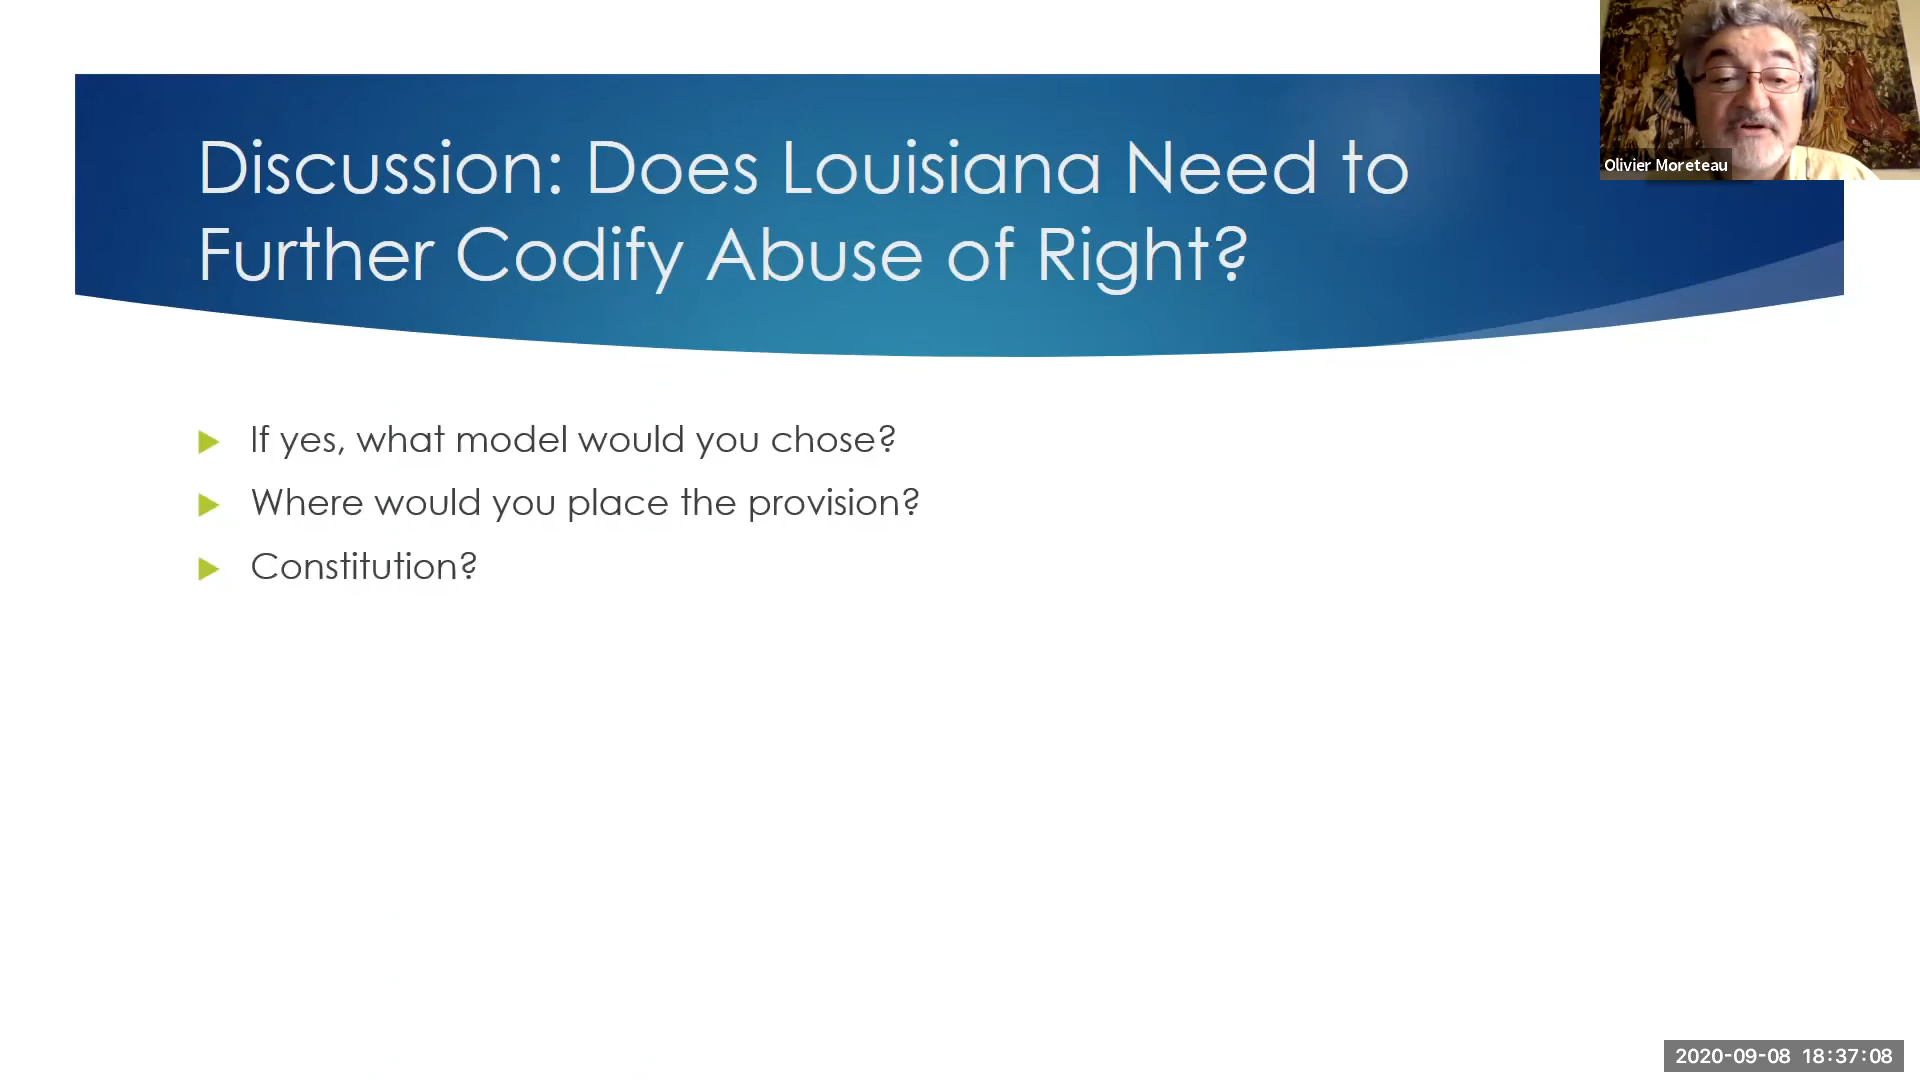 Discussion: Does Louisiana Need to
Further Codify Abuse of Right?
Olivier Moreteau
If yes, what model would you chose?
Where would you place the provision?
Constitution?
2020-09-08 18:37:08